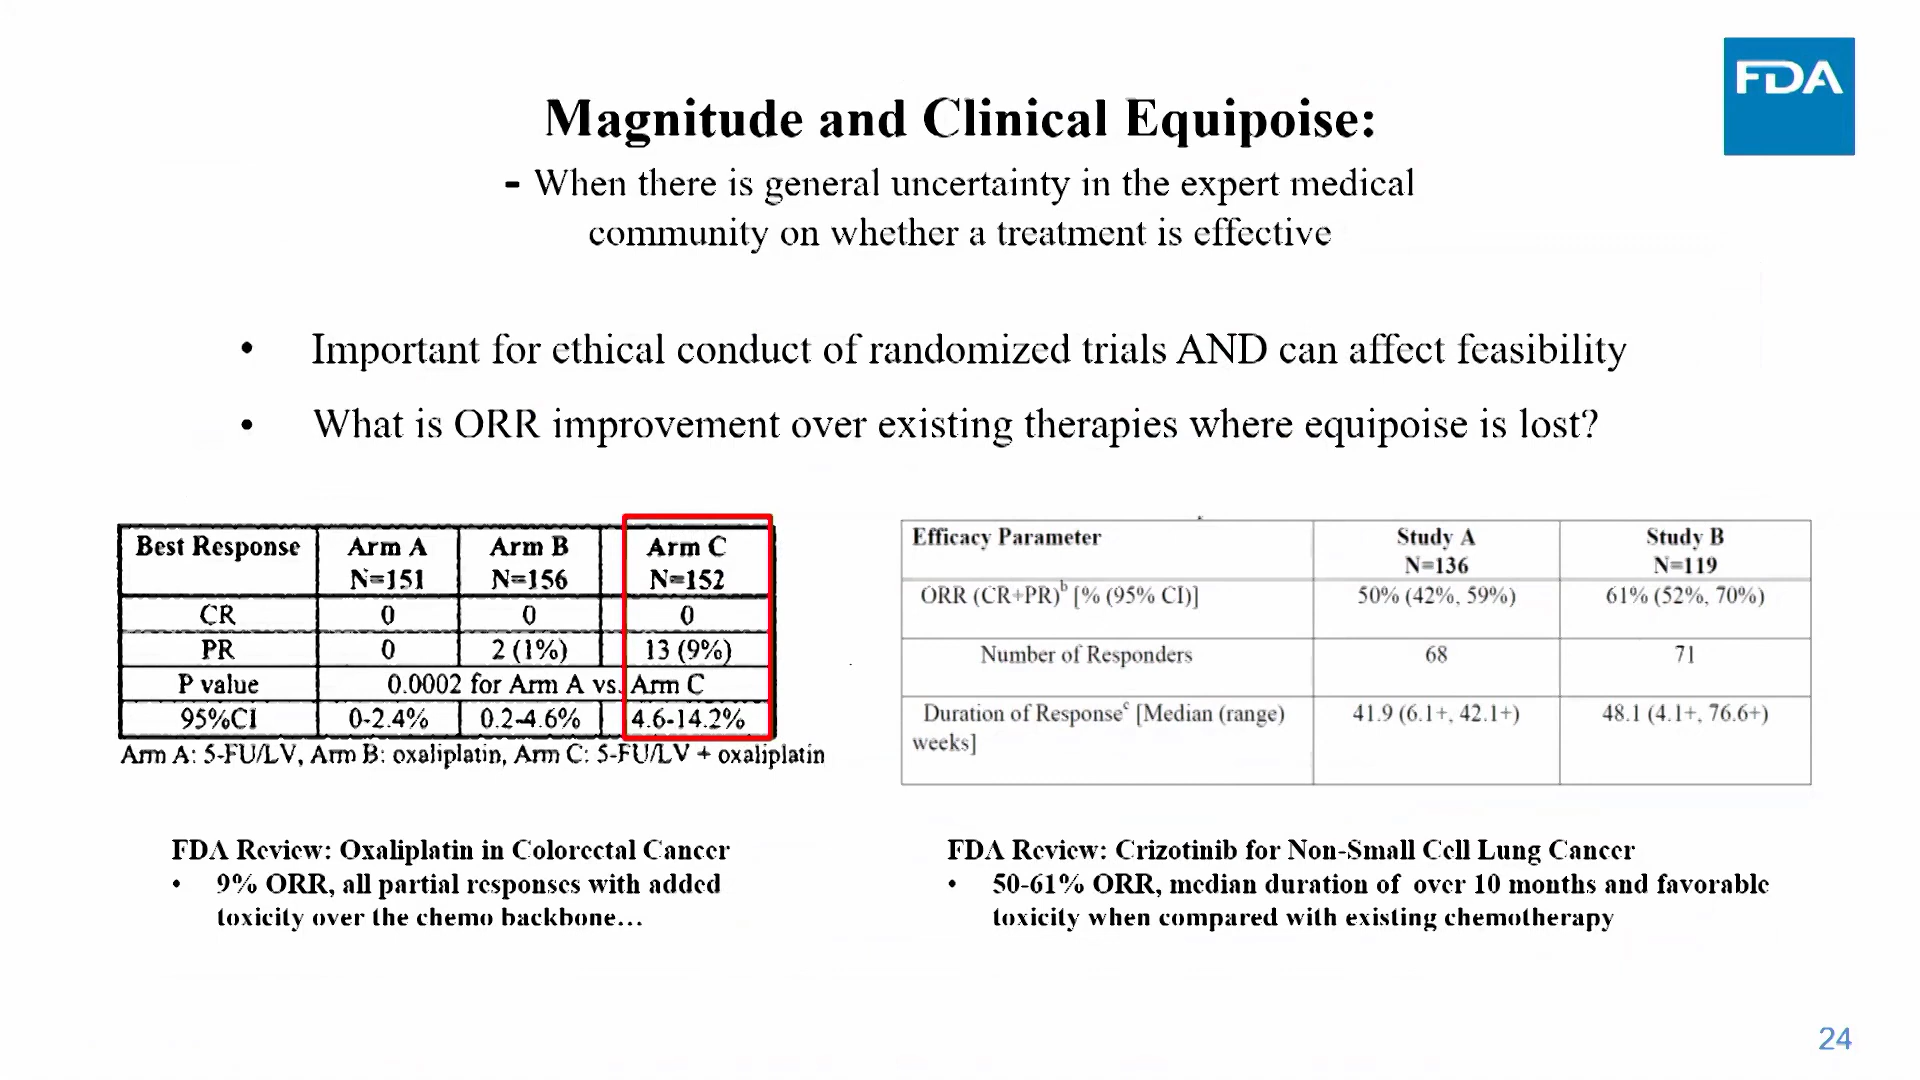 FDA
Magnitude and Clinical Equipoise:
- When there is general uncertainty in the expert medical
community on whether a treatment is effective
• Important for ethical conduct of randomized trials AND can affect feasibility
• What is ORR improvement over existing therapies where equipoise is lost?
Best Response Arm A Arm B Arm C
N=151 N=156 N=152
CR 0 0 0
PR 0 2 (1%) 13 (9%)
P value 0.0002 for Arm A vs. Arm C
95%CI 0-2.4% 0.2-4.6% 4.6-14.2%
Arm A: 5-FU/LV, Arm B: oxaliplatin, Arm C: 5-FU/LV + oxaliplatin
FDA Review: Oxaliplatin in Colorectal Cancer
• 9% ORR, all partial responses with added
toxicity over the chemo backbone…
Efficacy Parameter Study A Study B
N=136 N=119
ORR (CR+PR)b [% (95% CI)] 50% (42%, 59%) 61% (52%, 70%)
Number of Responders 68 71
Duration of Responsec [Median (range) 41.9 (6.1+, 42.1+) 48.1 (4.1+, 76.6+)
weeks]
FDA Review: Crizotinib for Non-Small Cell Lung Cancer
• 50-61% ORR, median duration of over 10 months and favorable
toxicity when compared with existing chemotherapy
24